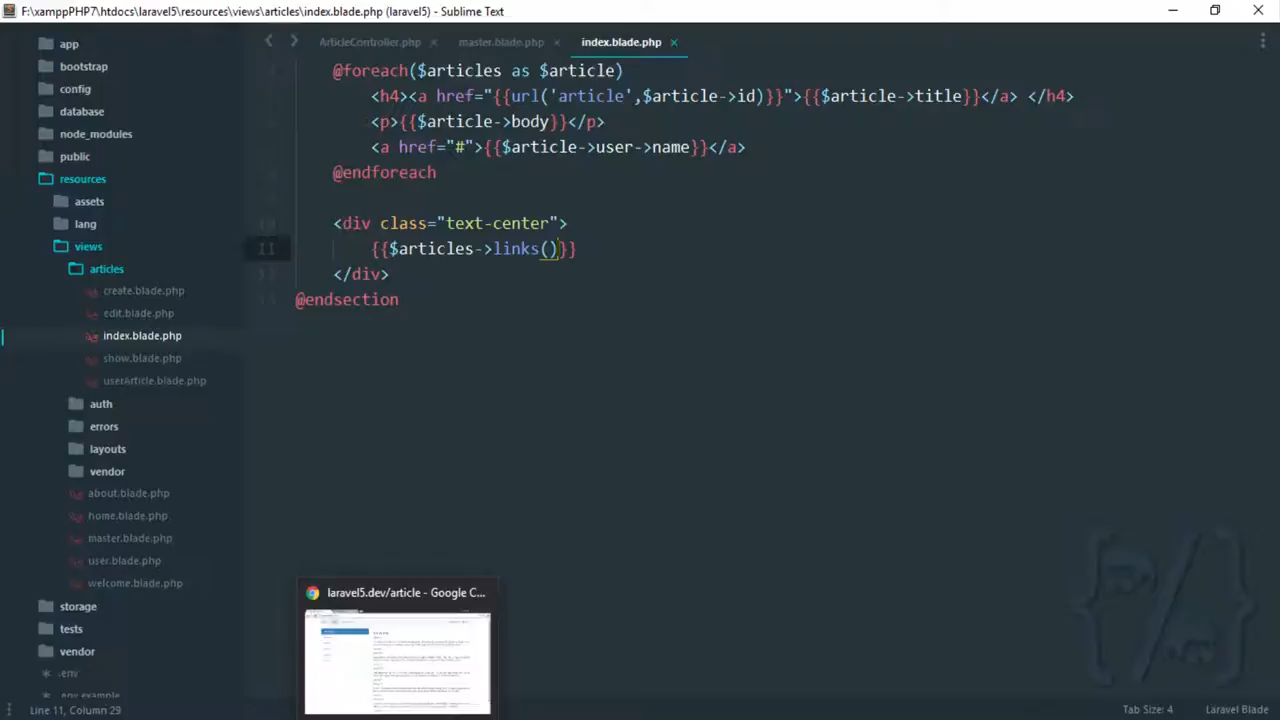 F:\xamppPHP7\htdocs\laravel5\resources\views\articles\index.blade.php (laravel5) - Sublime Text
ArticleController.php
master.blade.php
index.blade.php
app
bootstrap
config
database
node_modules
public
resources
assets
lang
views
articles
create.blade.php
edit.blade.php
index.blade.php
show.blade.php
userArticle.blade.php
auth
errors
layouts
vendor
about.blade.php
home.blade.php
master.blade.php
user.blade.php
welcome.blade.php
storage
tests
vendor
.env
.env.example
@foreach($articles as $article)
<h4><a href="{{url('article',$article->id)}}">{{$article->title}}</a> </h4>
<p>{{$article->body}}</p>
<a href="#">{{$article->user->name}}</a>
@endforeach
<div class="text-center">
11 {{$articles->links()}}
</div>
@endsection
laravel5.dev/article - Google C...
Line 11, Column 29
Tab Size: 4
Laravel Blade